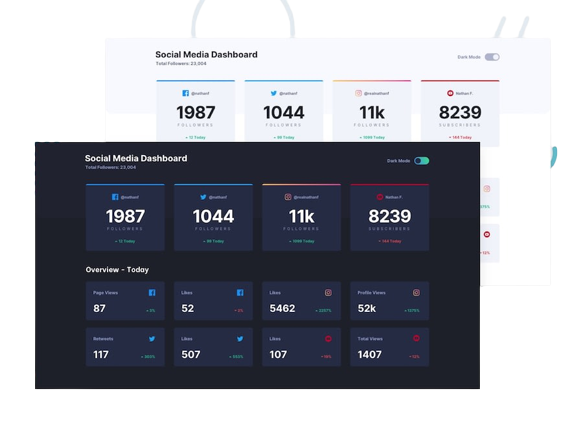 Social Media Dashboard
Total Followers: 23,004
Dark Mode
@nathanf
1987
FOLLOWERS
12 Today
@nathanf
1044
FOLLOWERS
99 Today
@realnathanf
11k
FOLLOWERS
1099 Today
Nathan F.
8239
SUBSCRIBERS
144 Today
Social Media Dashboard
Total Followers: 23,004
Dark Mode
@nathanf
1987
FOLLOWERS
12 Today
@nathanf
1044
FOLLOWERS
99 Today
@realnathanf
11k
FOLLOWERS
1099 Today
Nathan F.
8239
SUBSCRIBERS
144 Today
Overview - Today
Page Views
87
3%
Likes
52
2%
Likes
5462
2257%
Profile Views
52k
1375%
Retweets
117
303%
Likes
507
553%
Likes
107
19%
Total Views
1407
12%
1375%
12%